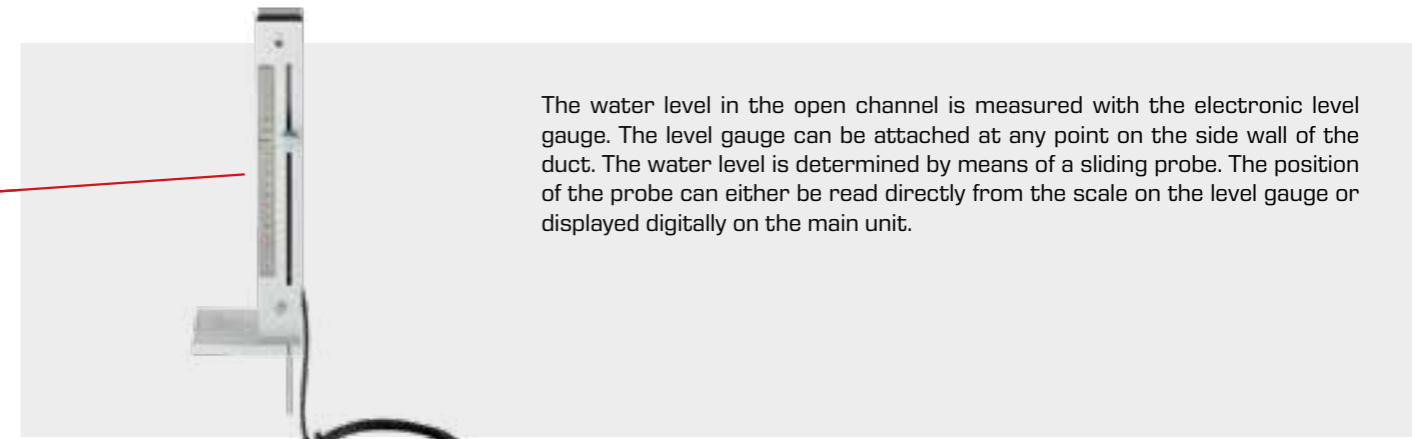 The water level in the open channel is measured with the electronic level
gauge. The level gauge can be attached at any point on the side wall of the
duct. The water level is determined by means of a sliding probe. The position
of the probe can either be read directly from the scale on the level gauge or
displayed digitally on the main unit.